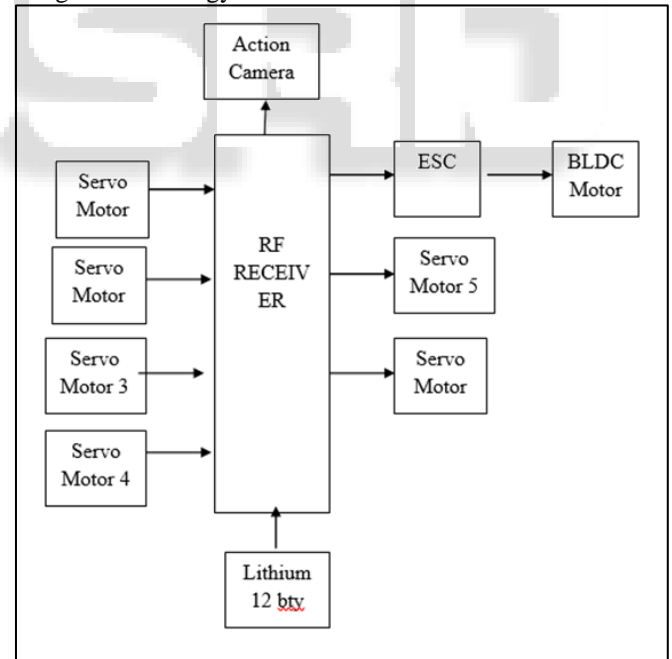 Action
Camera
ESC
BLDC
Motor
Servo
Motor
RF
RECEIV
ER
Servo
Motor 5
Servo
Motor
Servo
Motor 3
Servo
Motor
Servo
Motor 4
Lithium
12 bty